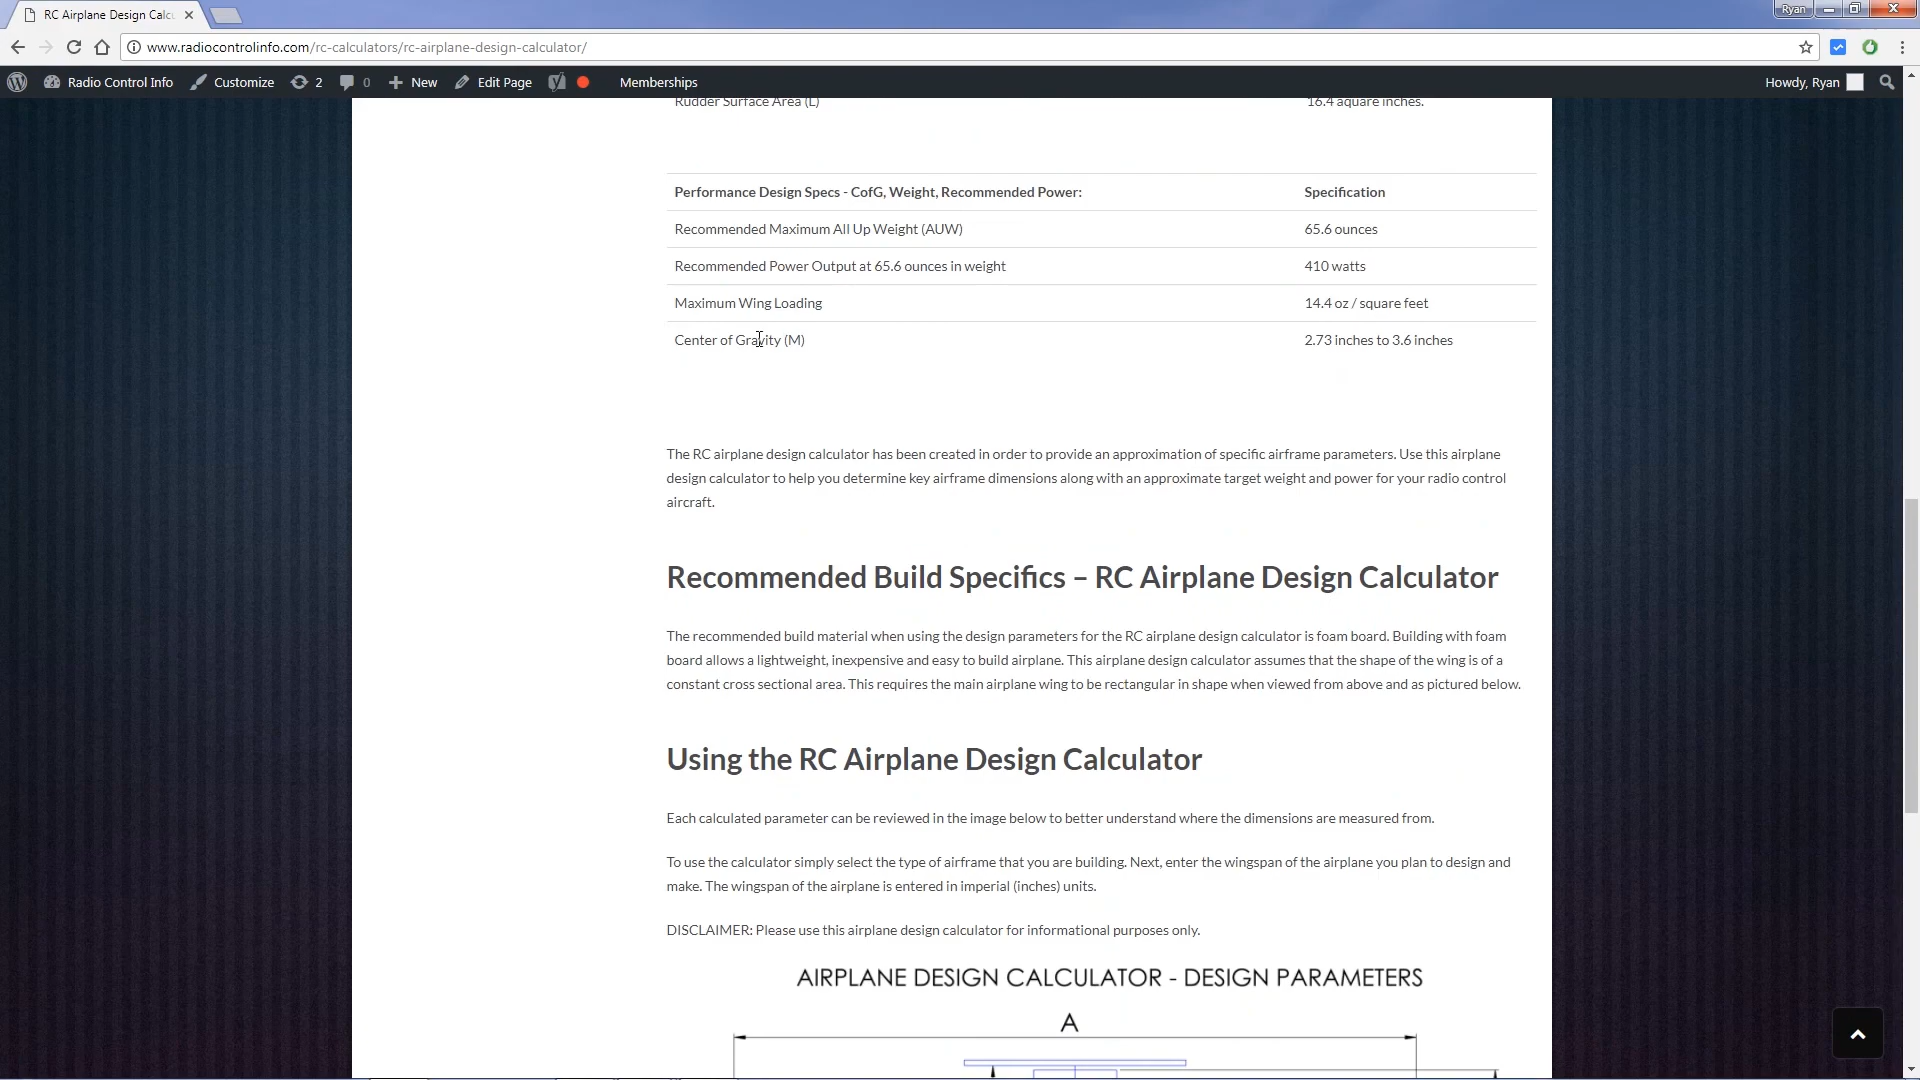 RC Airplane Design Calc
Ryan
www.radiocontrolinfo.com/rc-calculators/rc-airplane-design-calculator/
Radio Control Info Customize 2 0 New Edit Page Memberships Howdy, Ryan
Rudder Surface Area (L) 16.4 aquare inches.
Performance Design Specs - CofG, Weight, Recommended Power: Specification
Recommended Maximum All Up Weight (AUW) 65.6 ounces
Recommended Power Output at 65.6 ounces in weight 410 watts
Maximum Wing Loading 14.4 oz / square feet
Center of Gravity (M) 2.73 inches to 3.6 inches
The RC airplane design calculator has been created in order to provide an approximation of specific airframe parameters. Use this airplane
design calculator to help you determine key airframe dimensions along with an approximate target weight and power for your radio control
aircraft.
Recommended Build Specifics – RC Airplane Design Calculator
The recommended build material when using the design parameters for the RC airplane design calculator is foam board. Building with foam
board allows a lightweight, inexpensive and easy to build airplane. This airplane design calculator assumes that the shape of the wing is of a
constant cross sectional area. This requires the main airplane wing to be rectangular in shape when viewed from above and as pictured below.
Using the RC Airplane Design Calculator
Each calculated parameter can be reviewed in the image below to better understand where the dimensions are measured from.
To use the calculator simply select the type of airframe that you are building. Next, enter the wingspan of the airplane you plan to design and
make. The wingspan of the airplane is entered in imperial (inches) units.
DISCLAIMER: Please use this airplane design calculator for informational purposes only.
AIRPLANE DESIGN CALCULATOR - DESIGN PARAMETERS
A